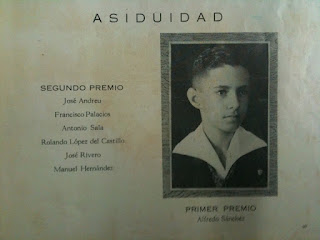 ASIDUIDAD
SEGUNDO PREMIO
José Andreu
Francisco Palacios
Antonio Sala
Rolando López del Castillo
José Rivero
Manuel Hernández
PRIMER PREMIO
Alfredo Sánchez